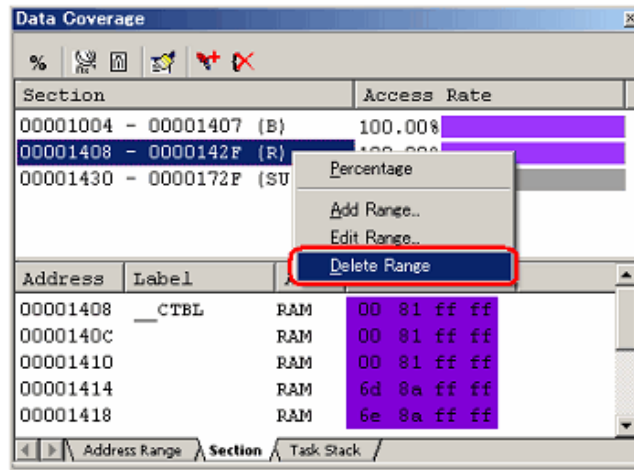 Data Coverage
%
Section Access Rate
00001004 - 00001407 (B) 100.00%
00001408 - 0000142F (R)
00001430 - 0000172F (SU
Percentage
Add Range..
Edit Range..
Delete Range
Address Label
00001408 __CTBL RAM 00 81 ff ff
0000140C RAM 00 81 ff ff
00001410 RAM 00 81 ff ff
00001414 RAM 6d 8a ff ff
00001418 RAM 6e 8a ff ff
Address Range Section Task Stack